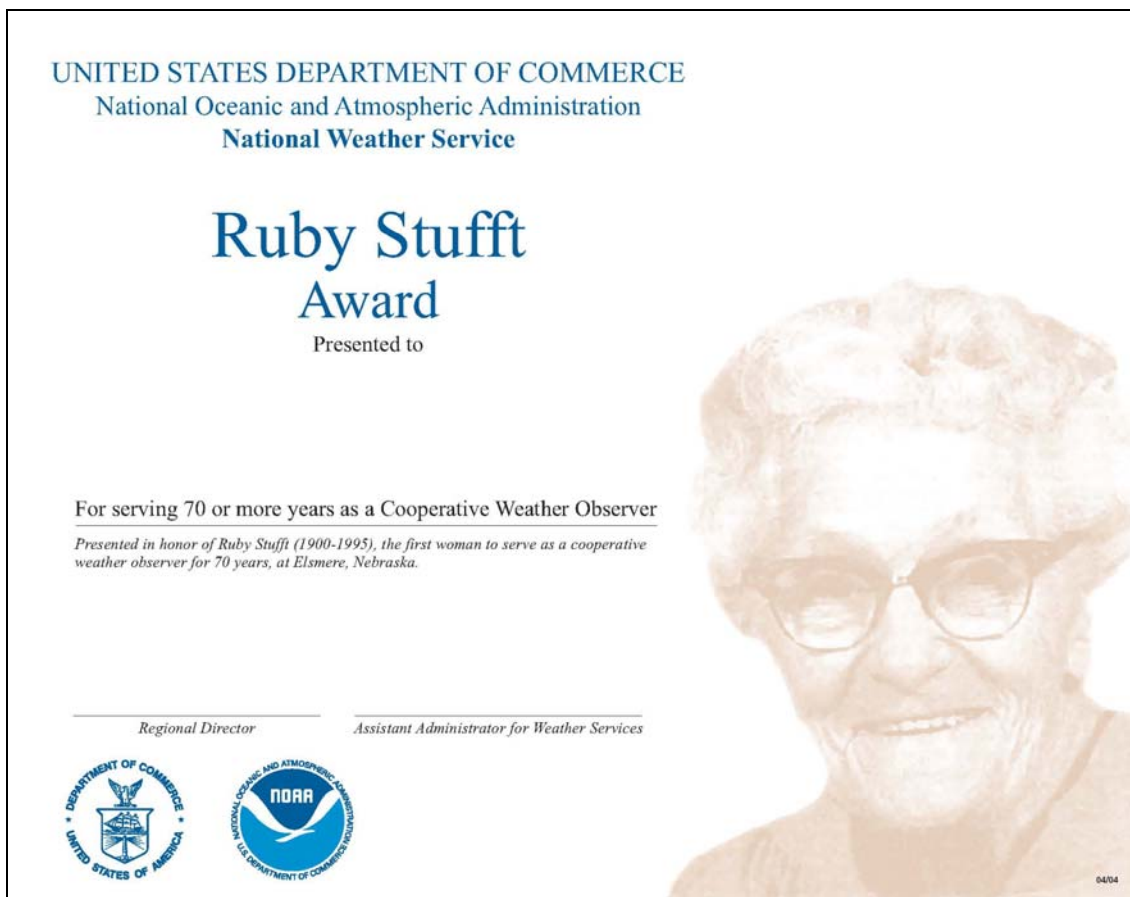 UNITED STATES DEPARTMENT OF COMMERCE
National Oceanic and Atmospheric Administration
National Weather Service
Ruby Stufft
Award
Presented to
For serving 70 or more years as a Cooperative Weather Observer
Presented in honor of Ruby Stufft (1900-1995), the first woman to serve as a cooperative
weather observer for 70 years, at Elsmere, Nebraska.
Regional Director
Assistant Administrator for Weather Services
DEPARTMENT OF COMMERCE
UNITED STATES OF AMERICA
NATIONAL OCEANIC AND ATMOSPHERIC ADMINISTRATION
NOAA
U.S. DEPARTMENT OF COMMERCE
04/04